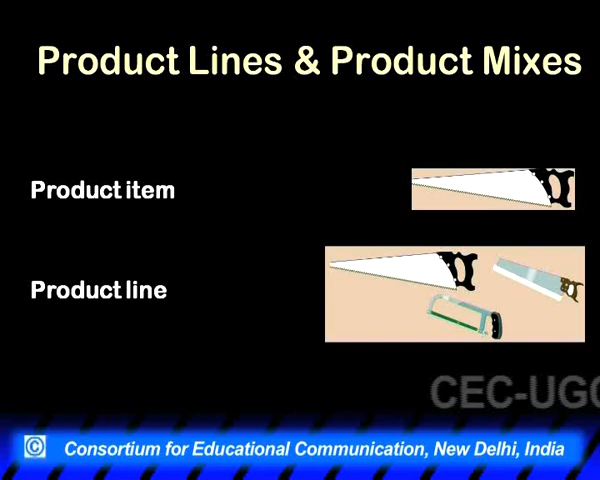 Product Lines & Product Mixes
Product item
Product line
CEC-UGC
© Consortium for Educational Communication, New Delhi, India